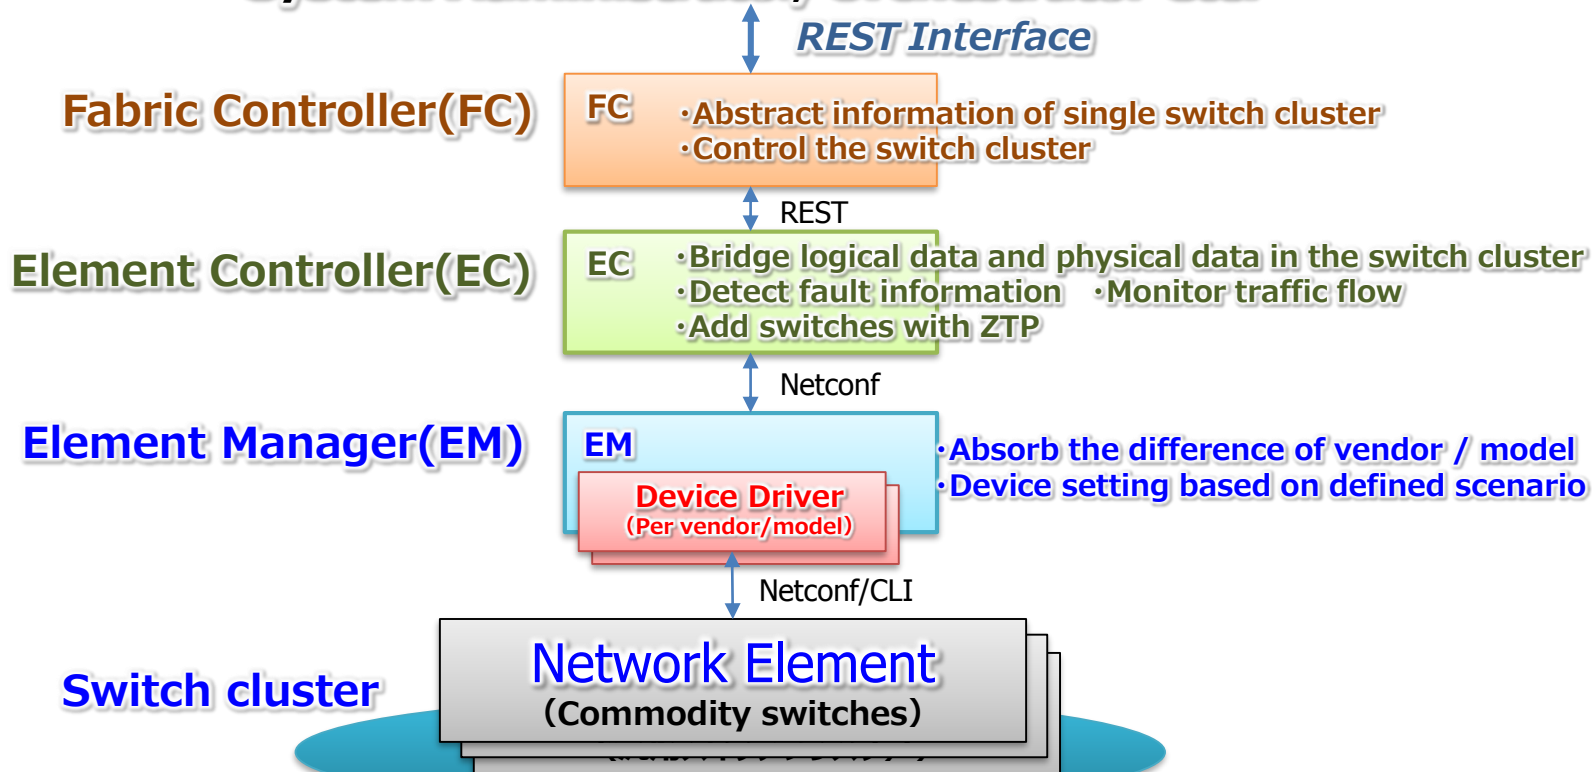 REST Interface
Fabric Controller(FC)
FC
・Abstract information of single switch cluster
・Control the switch cluster
REST
Element Controller(EC)
EC
・Bridge logical data and physical data in the switch cluster
・Detect fault information ・Monitor traffic flow
・Add switches with ZTP
Netconf
Element Manager(EM)
EM
・Absorb the difference of vendor / model
・Device setting based on defined scenario
Device Driver
(Per vendor/model)
Netconf/CLI
Switch cluster
Network Element
(Commodity switches)